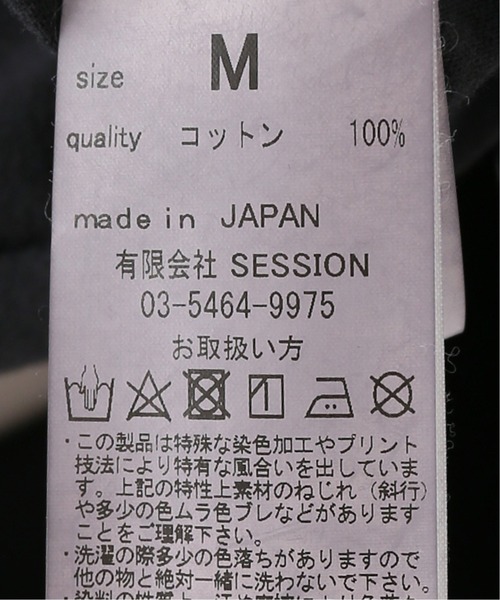 size M
quality コットン 100%
made in JAPAN
有限会社 SESSION
03-5464-9975
お取扱い方
・この製品は特殊な染色加工やプリント
技法により特有な風合いを出していま
す。上記の特性上素材のねじれ（斜行）
や多少の色ムラ色ブレなどがあります
ことをご理解下さい。
・洗濯の際多少の色落ちがありますので
他の物と絶対一緒に洗わないで下さい。